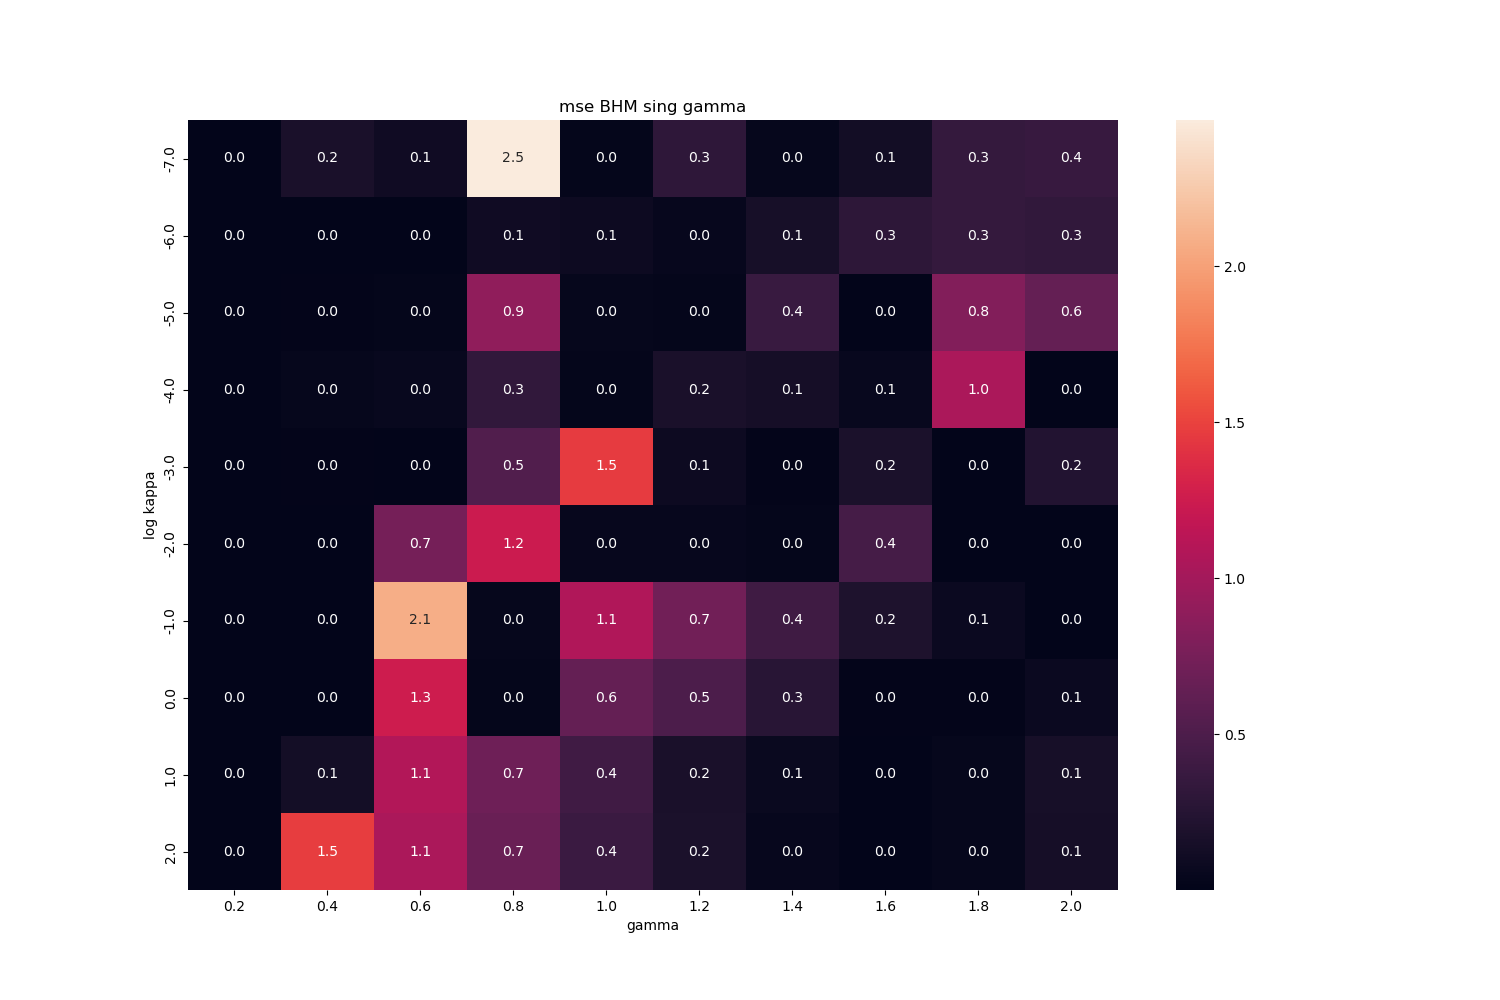 mse BHM sing gamma
-7.0 0.0 0.2 0.1 2.5 0.0 0.3 0.0 0.1 0.3 0.4
-6.0 0.0 0.0 0.0 0.1 0.1 0.0 0.1 0.3 0.3 0.3
2.0
-5.0 0.0 0.0 0.0 0.9 0.0 0.0 0.4 0.0 0.8 0.6
-4.0 0.0 0.0 0.0 0.3 0.0 0.2 0.1 0.1 1.0 0.0
1.5
-3.0 0.0 0.0 0.0 0.5 1.5 0.1 0.0 0.2 0.0 0.2
log kappa
-2.0 0.0 0.0 0.7 1.2 0.0 0.0 0.0 0.4 0.0 0.0
1.0
-1.0 0.0 0.0 2.1 0.0 1.1 0.7 0.4 0.2 0.1 0.0
0.0 0.0 0.0 1.3 0.0 0.6 0.5 0.3 0.0 0.0 0.1
0.5
1.0 0.0 0.1 1.1 0.7 0.4 0.2 0.1 0.0 0.0 0.1
2.0 0.0 1.5 1.1 0.7 0.4 0.2 0.0 0.0 0.0 0.1
0.2 0.4 0.6 0.8 1.0 1.2 1.4 1.6 1.8 2.0
gamma